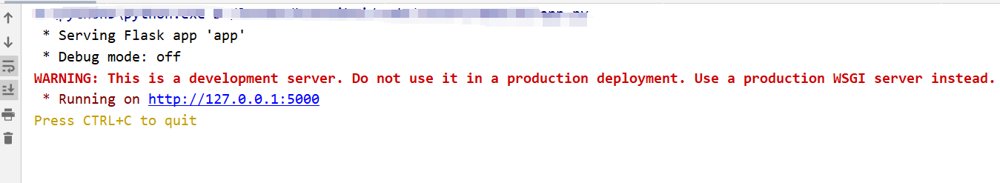 * Serving Flask app 'app'
* Debug mode: off
WARNING: This is a development server. Do not use it in a production deployment. Use a production WSGI server instead.
* Running on http://127.0.0.1:5000
Press CTRL+C to quit